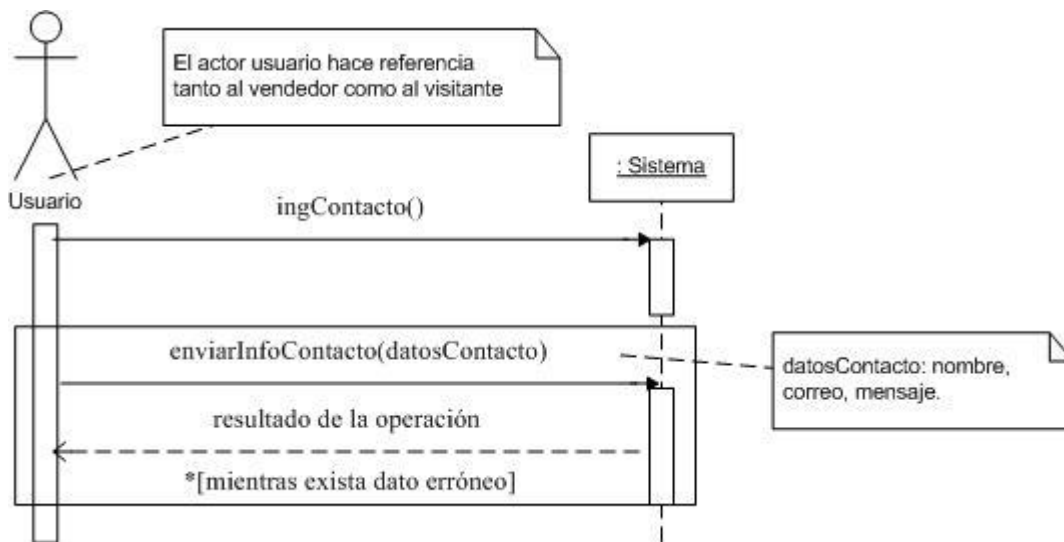 El actor usuario hace referencia
tanto al vendedor como al visitante
: Sistema
Usuario
ingContacto()
enviarInfoContacto(datosContacto)
datosContacto: nombre,
correo, mensaje.
resultado de la operación
*[mientras exista dato erróneo]